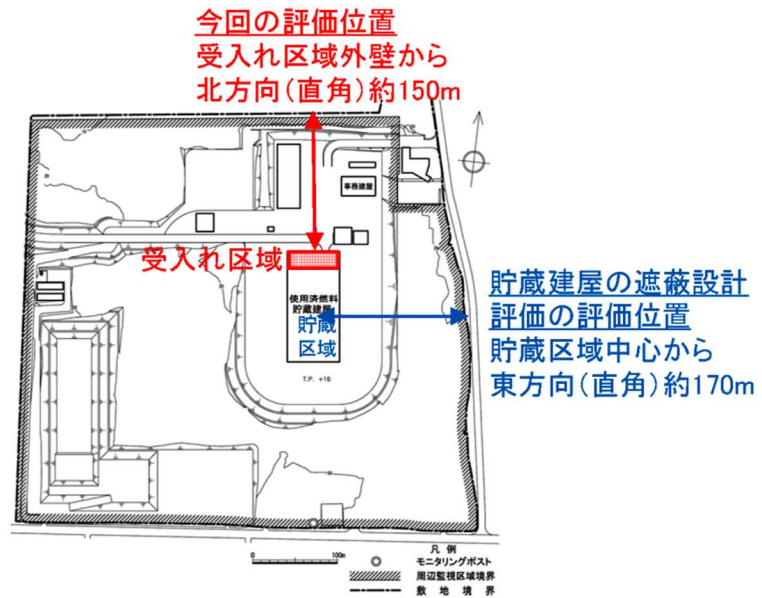 今回の評価位置
受入れ区域外壁から
北方向(直角)約150m
事務建屋
受入れ区域
使用済燃料
貯蔵建屋
貯蔵
区域
T.P. +16
貯蔵建屋の遮蔽設計
評価の評価位置
貯蔵区域中心から
東方向(直角)約170m
0 100m
凡例
モニタリングポスト
周辺監視区域境界
敷地境界